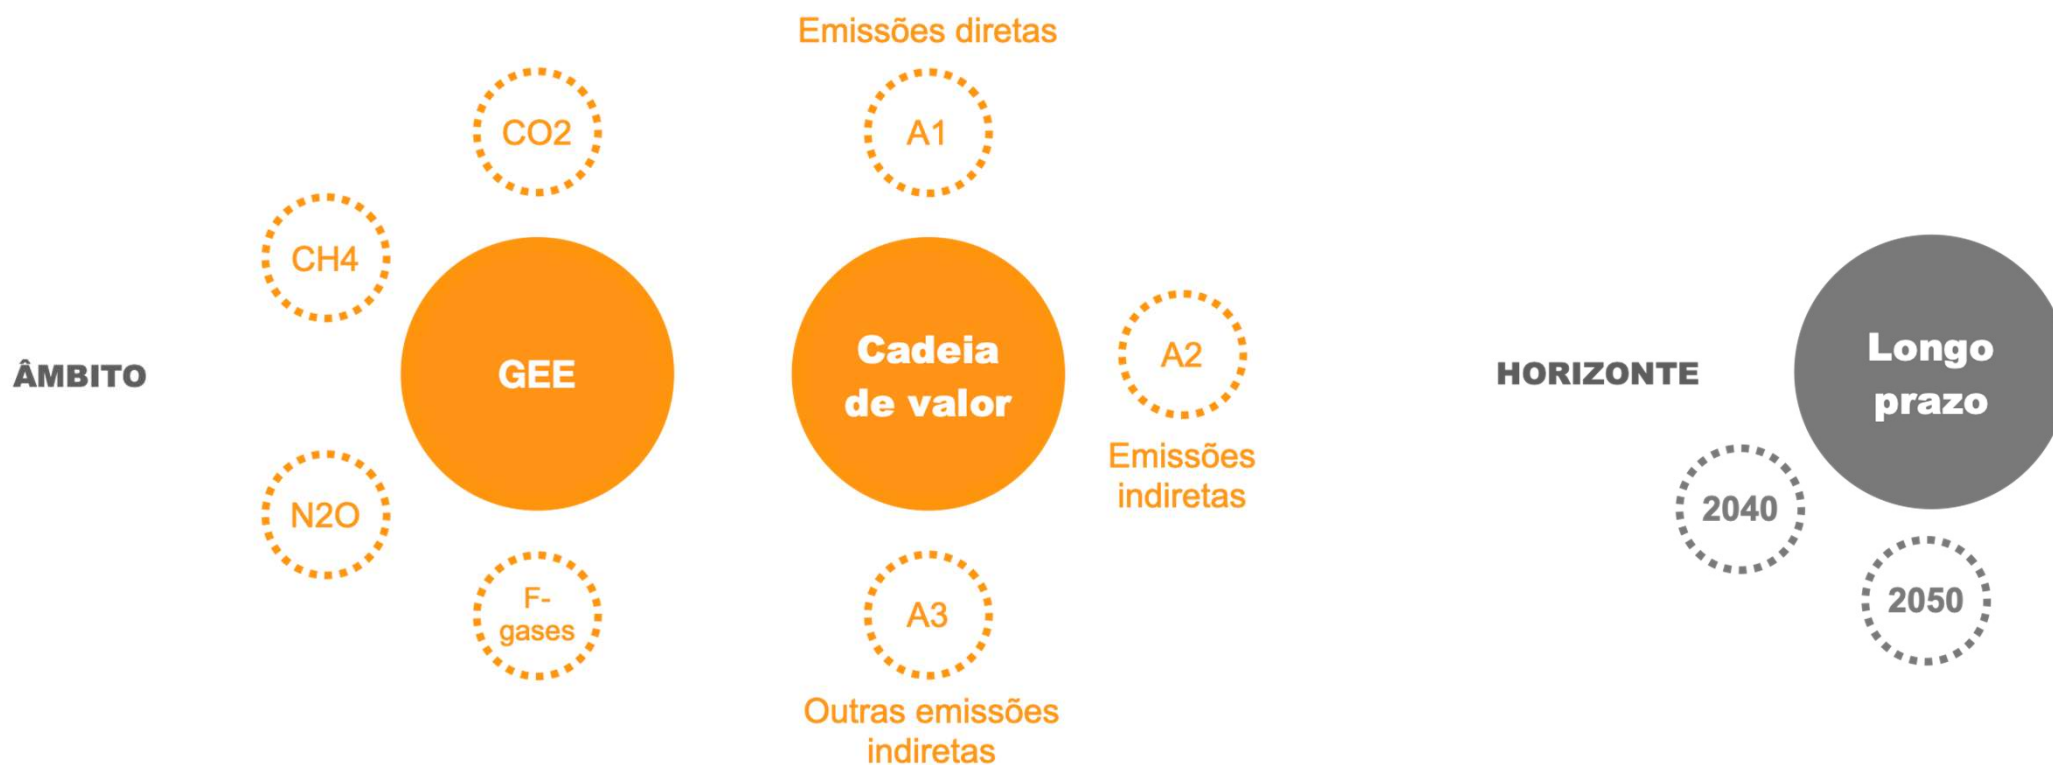 ÂMBITO
CO2
CH4
GEE
N2O
F-
gases
Emissões diretas
A1
Cadeia
de valor
A2
Emissões
indiretas
A3
Outras emissões
indiretas
HORIZONTE
Longo
prazo
2040
2050